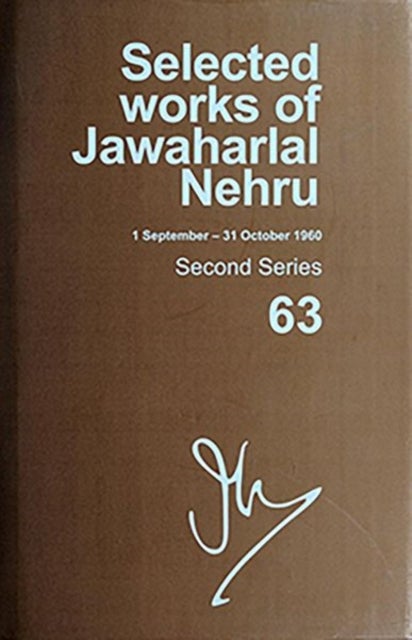 Selected
works of
Jawaharlal
Nehru
1 September – 31 October 1960
Second Series
63